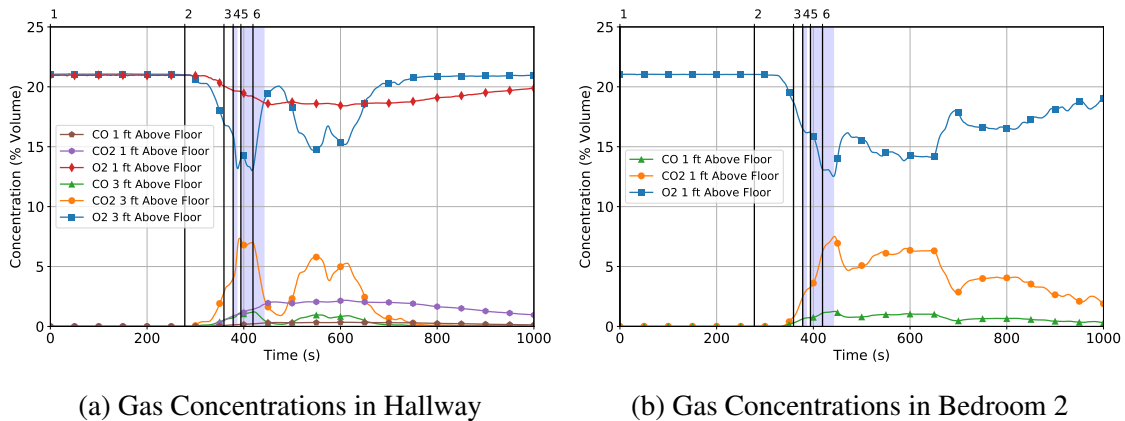 1 2 3 4 5 6
25
20
15
10
5
0
Concentration (% Volume)
CO 1 ft Above Floor
CO2 1 ft Above Floor
O2 1 ft Above Floor
CO 3 ft Above Floor
CO2 3 ft Above Floor
O2 3 ft Above Floor
0 200 400 600 800 1000
Time (s)
(a) Gas Concentrations in Hallway
1 2 3 4 5 6
25
20
15
10
5
0
Concentration (% Volume)
CO 1 ft Above Floor
CO2 1 ft Above Floor
O2 1 ft Above Floor
0 200 400 600 800 1000
Time (s)
(b) Gas Concentrations in Bedroom 2